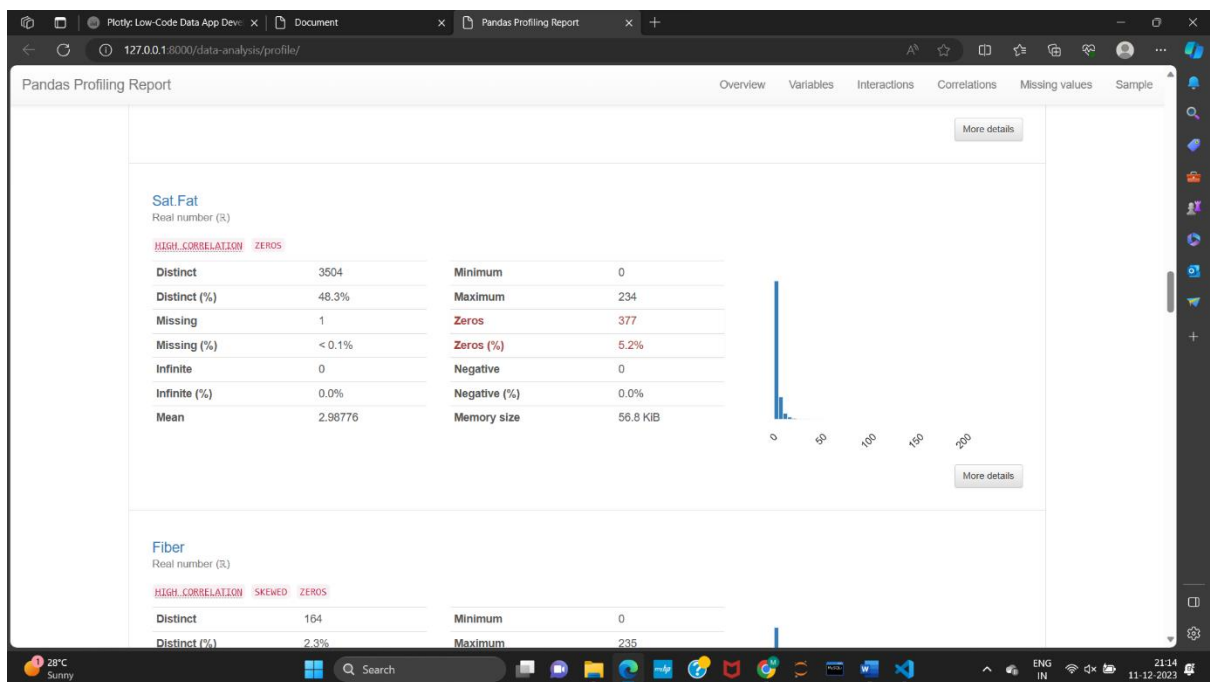 Plotly: Low-Code Data App Deve
Document
Pandas Profiling Report
127.0.0.1:8000/data-analysis/profile/
Pandas Profiling Report
Overview Variables Interactions Correlations Missing values Sample
More details
Sat.Fat
Real number (ℝ)
HIGH CORRELATION ZEROS
Distinct 3504 Minimum 0
Distinct (%) 48.3% Maximum 234
Missing 1 Zeros 377
Missing (%) < 0.1% Zeros (%) 5.2%
Infinite 0 Negative 0
Infinite (%) 0.0% Negative (%) 0.0%
Mean 2.98776 Memory size 56.8 KiB
0 50 100 150 200
More details
Fiber
Real number (ℝ)
HIGH CORRELATION SKEWED ZEROS
Distinct 164 Minimum 0
Distinct (%) 2.3% Maximum 235
1 28°C
Sunny
Search
ENG
IN
21:14
11-12-2023